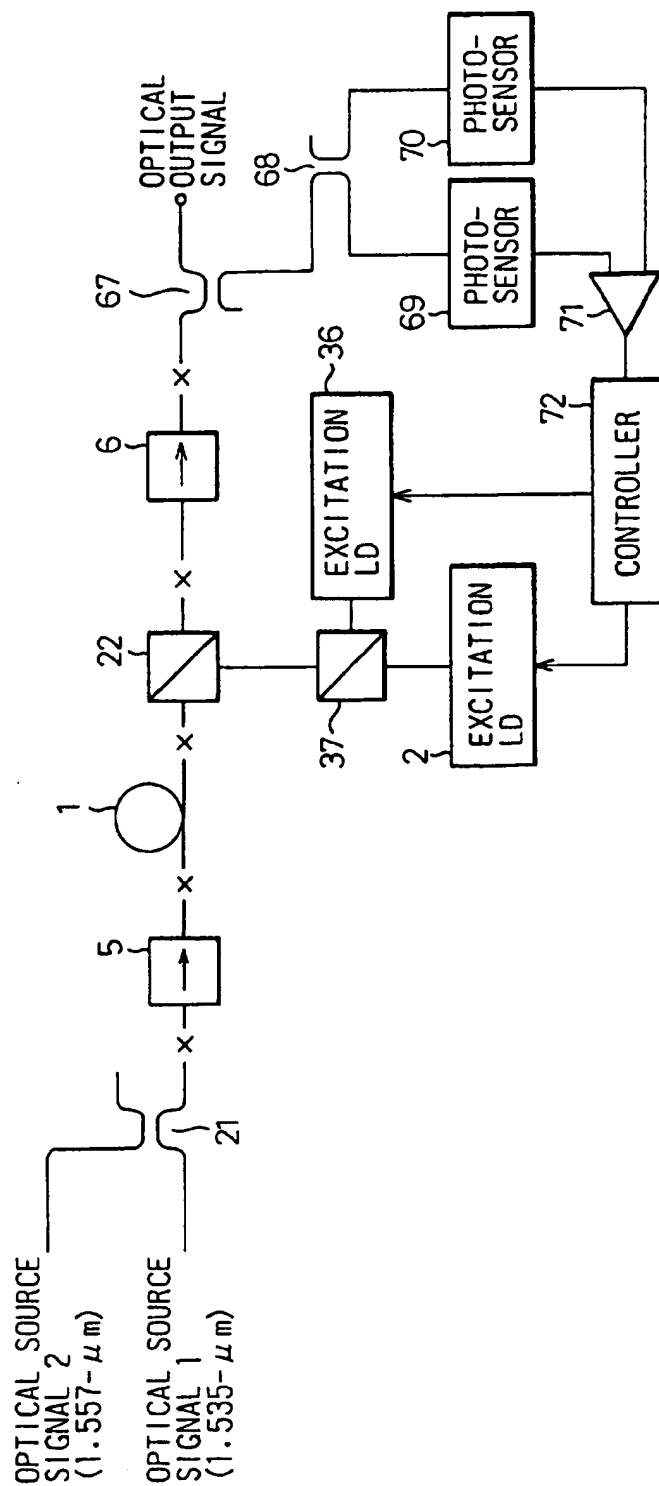 OPTICAL SOURCE
SIGNAL 2
(1.557-μm)
OPTICAL SOURCE
SIGNAL 1
(1.535-μm)
21
5
1
22
6
67
OPTICAL
OUTPUT
SIGNAL
68
37
36
EXCITATION
LD
2
EXCITATION
LD
69
PHOTO-
SENSOR
70
PHOTO-
SENSOR
71
72
CONTROLLER